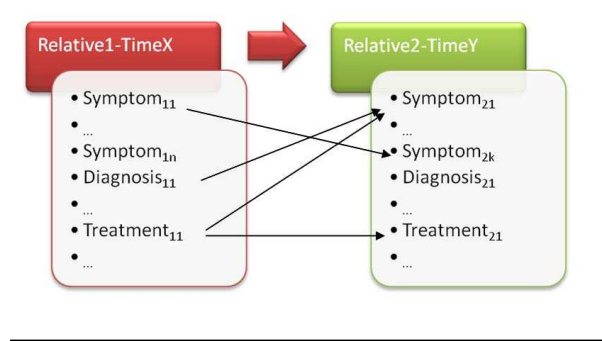 Relative1-TimeX
• Symptom₁₁
• ...
• Symptom₁ₙ
• Diagnosis₁₁
• ...
• Treatment₁₁
• ...
Relative2-TimeY
• Symptom₂₁
• ...
• Symptom₂ₖ
• Diagnosis₂₁
• ...
• Treatment₂₁
• ...